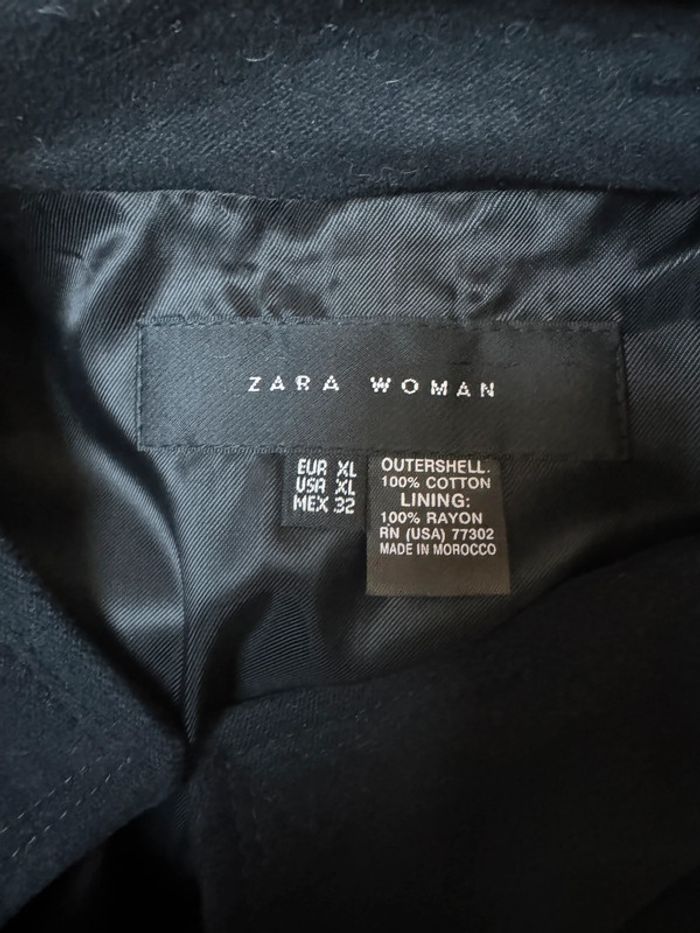 ZARA WOMAN
EUR XL
USA XL
MEX 32
OUTERSHELL.
100% COTTON
LINING:
100% RAYON
RN (USA) 77302
MADE IN MOROCCO